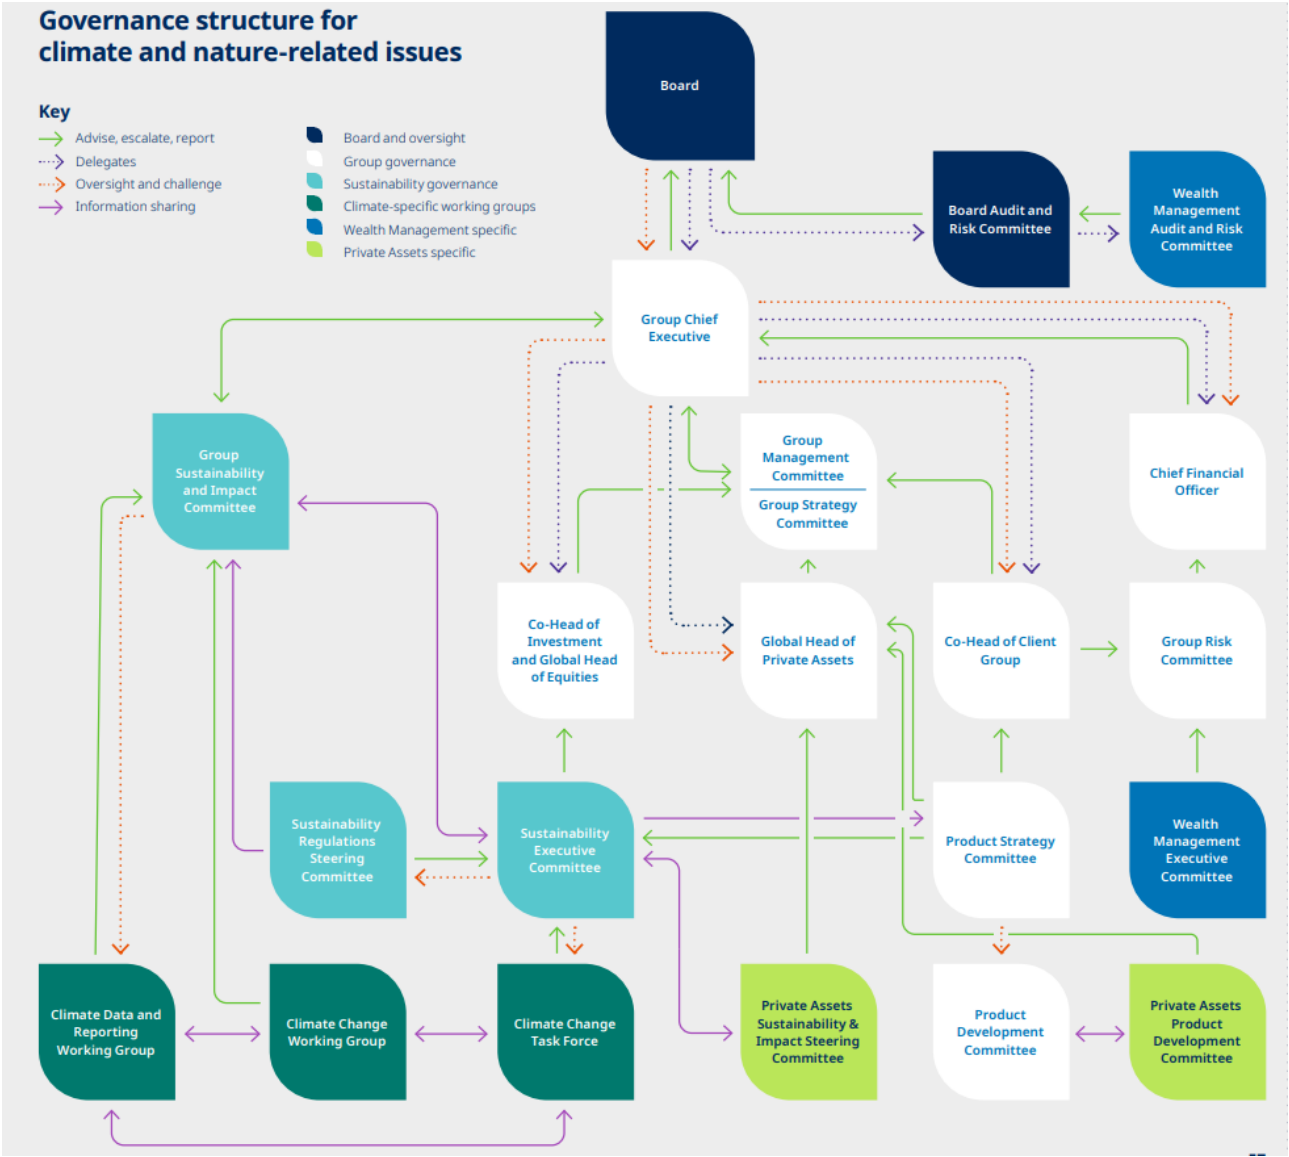 Governance structure for
climate and nature-related issues
Key
Advise, escalate, report
Delegates
Oversight and challenge
Information sharing
Board and oversight
Group governance
Sustainability governance
Climate-specific working groups
Wealth Management specific
Private Assets specific
Board
Board Audit and
Risk Committee
Wealth
Management
Audit and Risk
Committee
Group Chief
Executive
Group
Sustainability
and Impact
Committee
Group
Management
Committee
Group Strategy
Committee
Chief Financial
Officer
Co-Head of
Investment
and Global Head
of Equities
Global Head of
Private Assets
Co-Head of Client
Group
Group Risk
Committee
Sustainability
Regulations
Steering
Committee
Sustainability
Executive
Committee
Product Strategy
Committee
Wealth
Management
Executive
Committee
Climate Data and
Reporting
Working Group
Climate Change
Working Group
Climate Change
Task Force
Private Assets
Sustainability &
Impact Steering
Committee
Product
Development
Committee
Private Assets
Product
Development
Committee